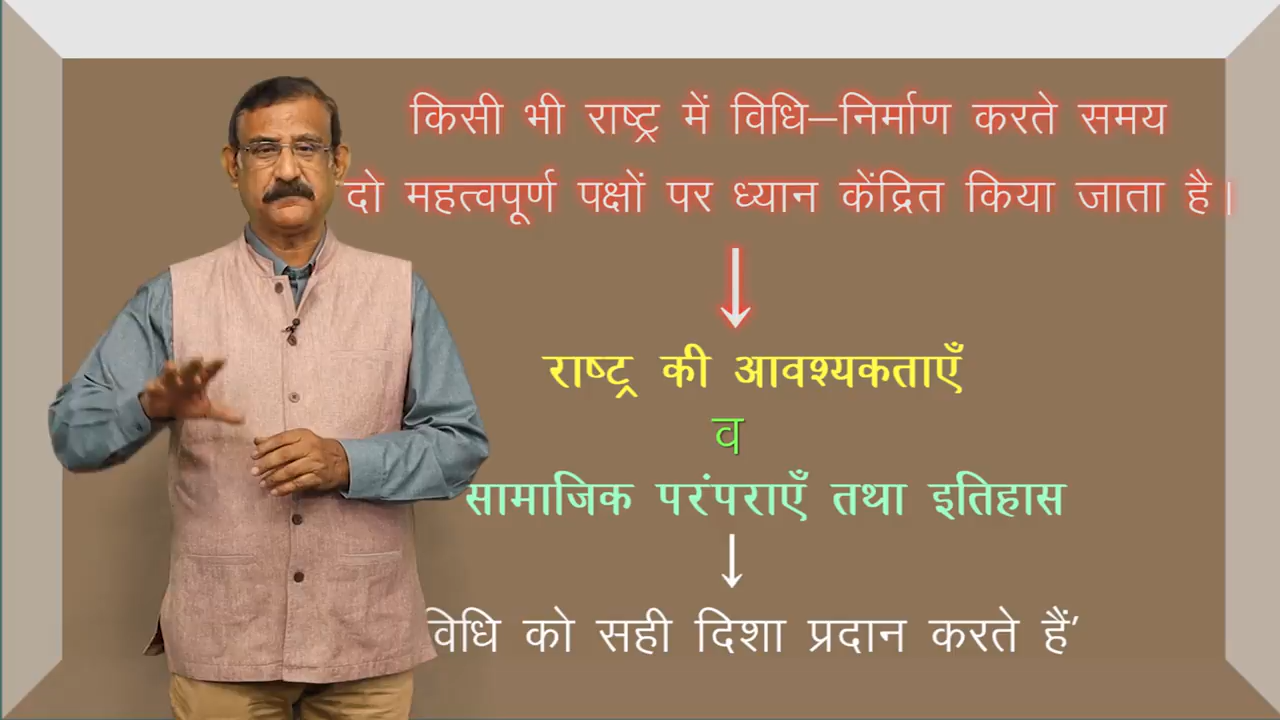 किसी भी राष्ट्र में विधि–निर्माण करते समय
दो महत्वपूर्ण पक्षों पर ध्यान केंद्रित किया जाता है।
राष्ट्र की आवश्यकताएँ
व
सामाजिक परंपराएँ तथा इतिहास
विधि को सही दिशा प्रदान करते हैं’